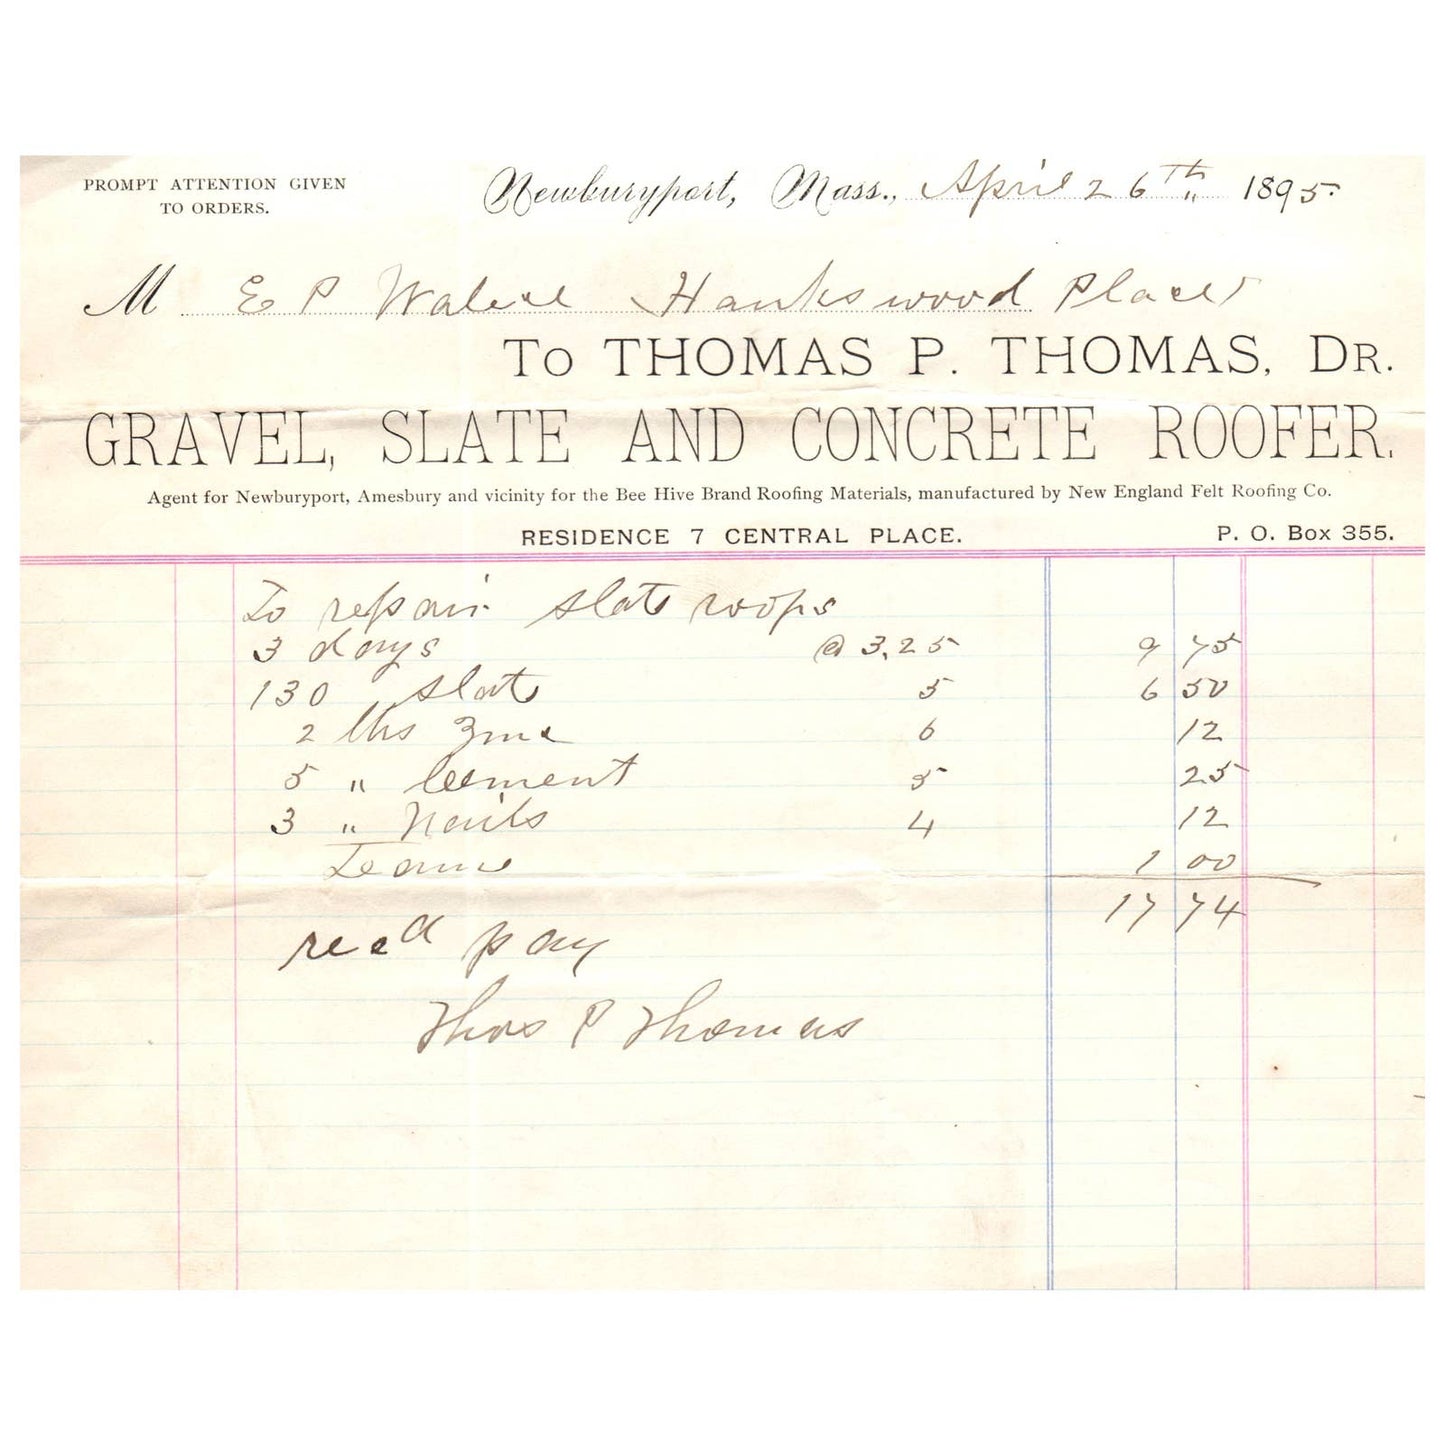 PROMPT ATTENTION GIVEN
TO ORDERS.
Newburyport, Mass., April 26th 1895
M E P Hankswood Place
To THOMAS P. THOMAS, DR.
GRAVEL, SLATE AND CONCRETE ROOFER.
Agent for Newburyport, Amesbury and vicinity for the Bee Hive Brand Roofing Materials, manufactured by New England Felt Roofing Co.
RESIDENCE 7 CENTRAL PLACE. P. O. Box 355.
To repair slate roofs
3 days @ 3,25 9 75
130 slate 5 6 50
2 lbs zinc 6 12
5 " cement 5 25
3 " Nails 4 12
Teame 1 00
17 74
recd pay
Thos P Thomas